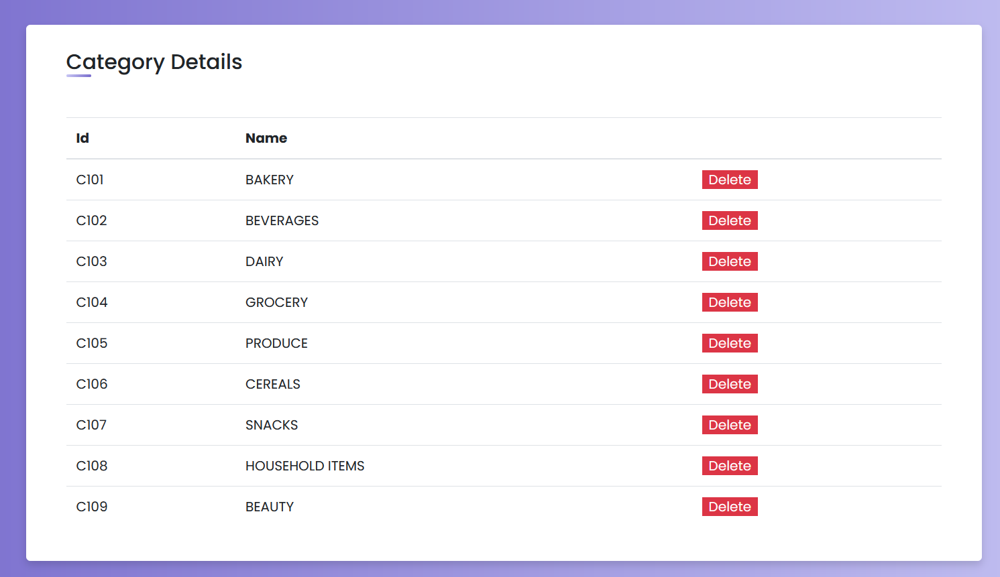 Category Details
Id Name
C101 BAKERY Delete
C102 BEVERAGES Delete
C103 DAIRY Delete
C104 GROCERY Delete
C105 PRODUCE Delete
C106 CEREALS Delete
C107 SNACKS Delete
C108 HOUSEHOLD ITEMS Delete
C109 BEAUTY Delete